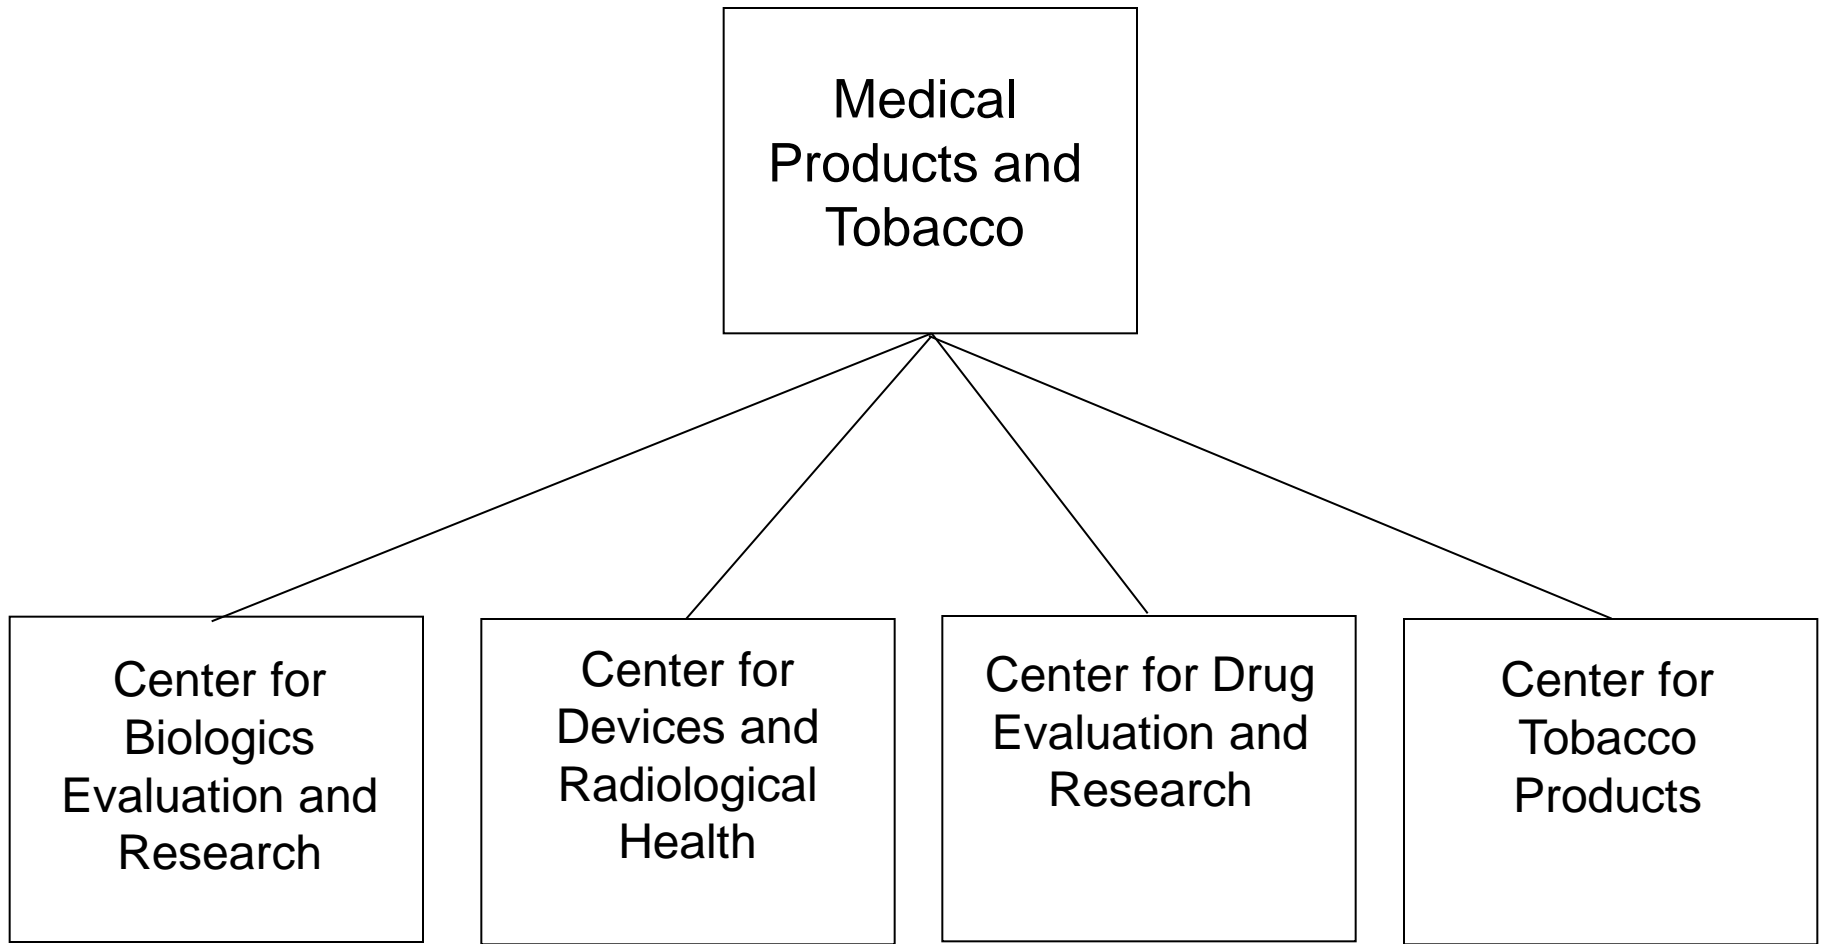 Medical
Products and
Tobacco
Center for
Biologics
Evaluation and
Research
Center for
Devices and
Radiological
Health
Center for Drug
Evaluation and
Research
Center for
Tobacco
Products